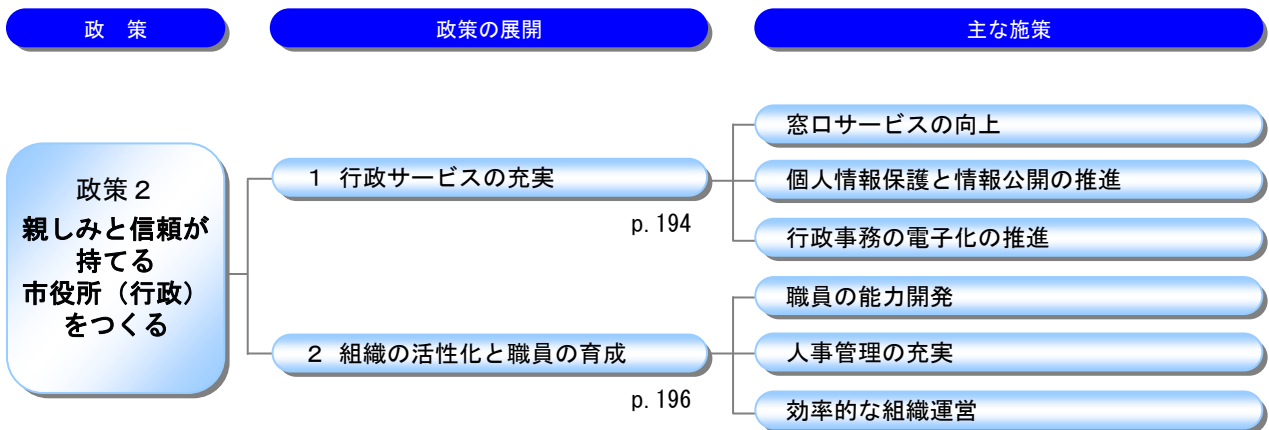 政　策
政策の展開
主な施策
政策２
親しみと信頼が
持てる
市役所（行政）
をつくる
１ 行政サービスの充実
p. 194
窓口サービスの向上
個人情報保護と情報公開の推進
行政事務の電子化の推進
２ 組織の活性化と職員の育成
p. 196
職員の能力開発
人事管理の充実
効率的な組織運営